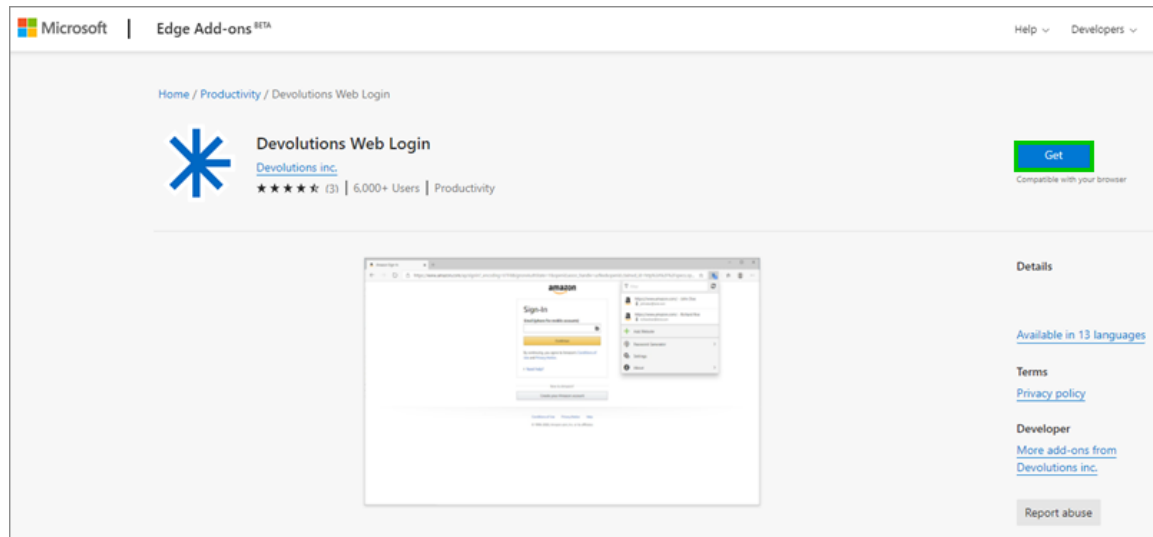 Microsoft | Edge Add-ons BETA Help Developers
Home / Productivity / Devolutions Web Login
Devolutions Web Login
Devolutions inc.
(3) | 6,000+ Users | Productivity
Get
Compatible with your browser
amazon
Sign-In
Continue
Details
Available in 13 languages
Terms
Privacy policy
Developer
More add-ons from
Devolutions inc.
Report abuse